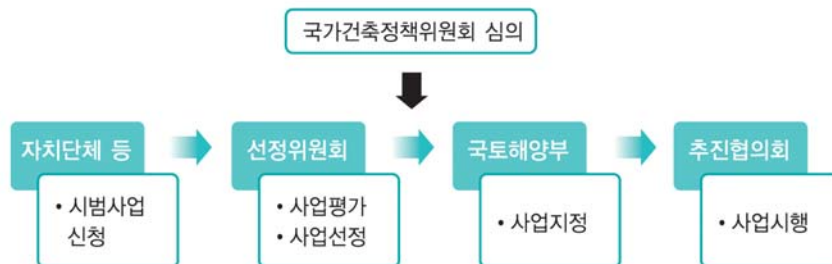 국가건축정책위원회 심의
자치단체 등
• 시범사업
신청
선정위원회
• 사업평가
• 사업선정
국토해양부
• 사업지정
추진협의회
• 사업시행